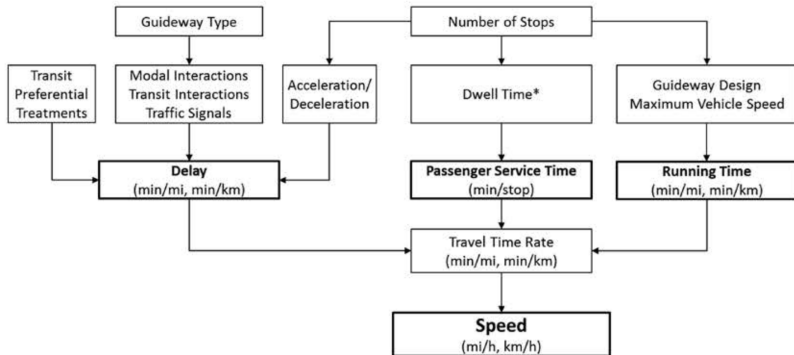 Guideway Type
Number of Stops
Transit
Preferential
Treatments
Modal Interactions
Transit Interactions
Traffic Signals
Acceleration/
Deceleration
Dwell Time*
Guideway Design
Maximum Vehicle Speed
Delay
(min/mi, min/km)
Passenger Service Time
(min/stop)
Running Time
(min/mi, min/km)
Travel Time Rate
(min/mi, min/km)
Speed
(mi/h, km/h)